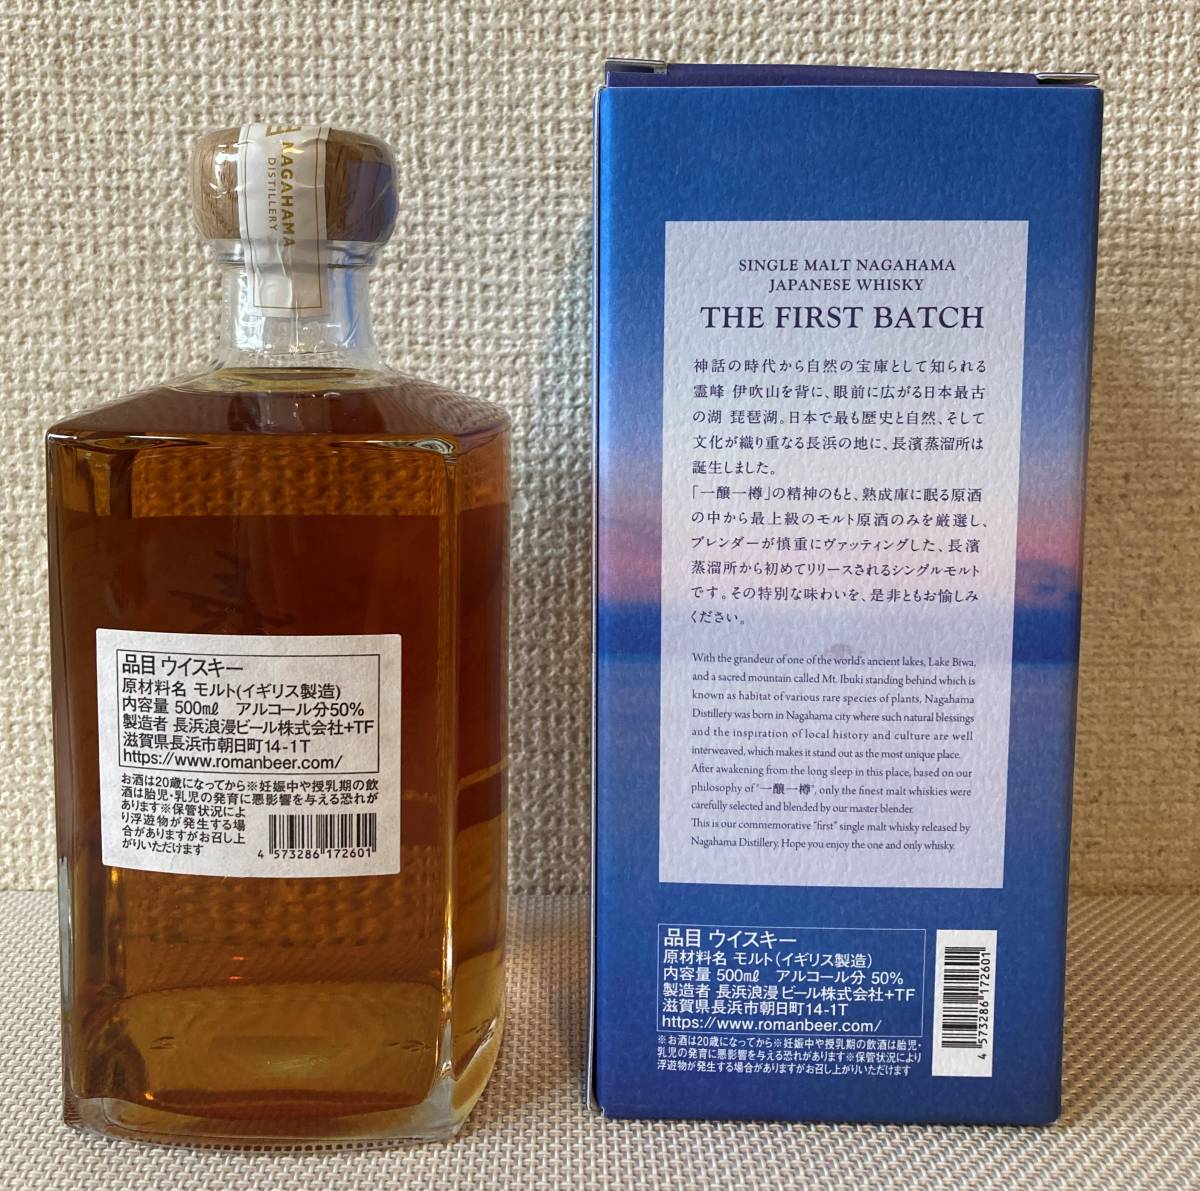 NAGAHAMA
DISTILLERY
品目 ウイスキー
原材料名 モルト(イギリス製造)
内容量 500㎖ アルコール分50%
製造者 長浜浪漫ビール株式会社+TF
滋賀県長浜市朝日町14-1T
https://www.romanbeer.com/
お酒は20歳になってから※妊娠中や授乳期の飲
酒は胎児・乳児の発育に悪影響を与える恐れが
あります※保管状況によ
り浮遊物が発生する場
合がありますがお召し上
がりいただけます
4 573286 172601
SINGLE MALT NAGAHAMA
JAPANESE WHISKY
THE FIRST BATCH
神話の時代から自然の宝庫として知られる
霊峰 伊吹山を背に、眼前に広がる日本最古
の湖 琵琶湖。日本で最も歴史と自然、そして
文化が織り重なる長浜の地に、長濱蒸溜所は
誕生しました。
「一醸一樽」の精神のもと、熟成庫に眠る原酒
の中から最上級のモルト原酒のみを厳選し、
ブレンダーが慎重にヴァッティングした、長濱
蒸溜所から初めてリリースされるシングルモルト
です。その特別な味わいを、是非ともお愉しみ
ください。
With the grandeur of one of the world's ancient lakes, Lake Biwa,
and a sacred mountain called Mt. Ibuki standing behind which is
known as habitat of various rare species of plants, Nagahama
Distillery was born in Nagahama city where such natural blessings
and the inspiration of local history and culture are well
interweaved, which makes it stand out as the most unique place.
After awakening from the long sleep in this place, based on our
philosophy of "一醸一樽", only the finest malt whiskies were
carefully selected and blended by our master blender.
This is our commemorative "first" single malt whisky released by
Nagahama Distillery. Hope you enjoy the one and only whisky.
品目 ウイスキー
原材料名 モルト(イギリス製造)
内容量 500㎖ アルコール分 50%
製造者 長浜浪漫ビール株式会社+TF
滋賀県長浜市朝日町14-1T
https://www.romanbeer.com/
※お酒は20歳になってから※妊娠中や授乳期の飲酒は胎児・
乳児の発育に悪影響を与える恐れがあります※保管状況により
浮遊物が発生する場合がありますがお召し上がりいただけます
4 573286 172601